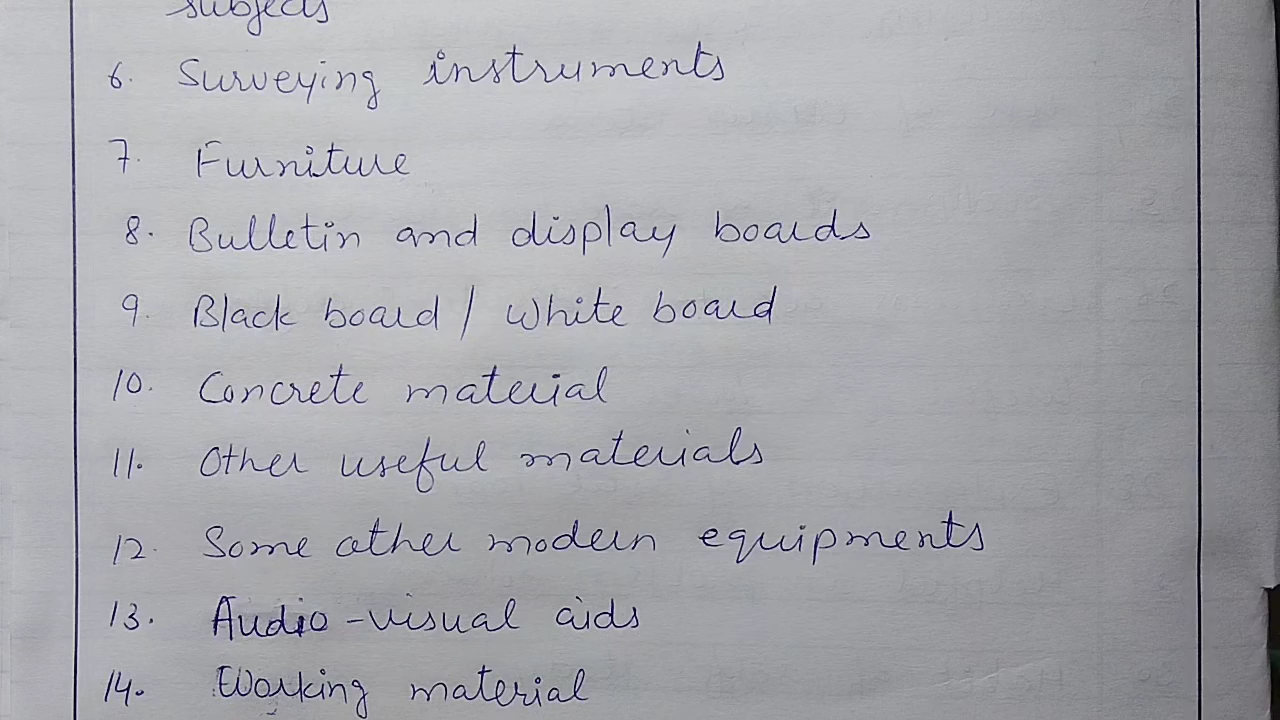 subjects
6. Surveying instruments
7. Furniture
8. Bulletin and display boards
9. Black board / White board
10. Concrete material
11. Other useful materials
12. Some other modern equipments
13. Audio-visual aids
14. Working material